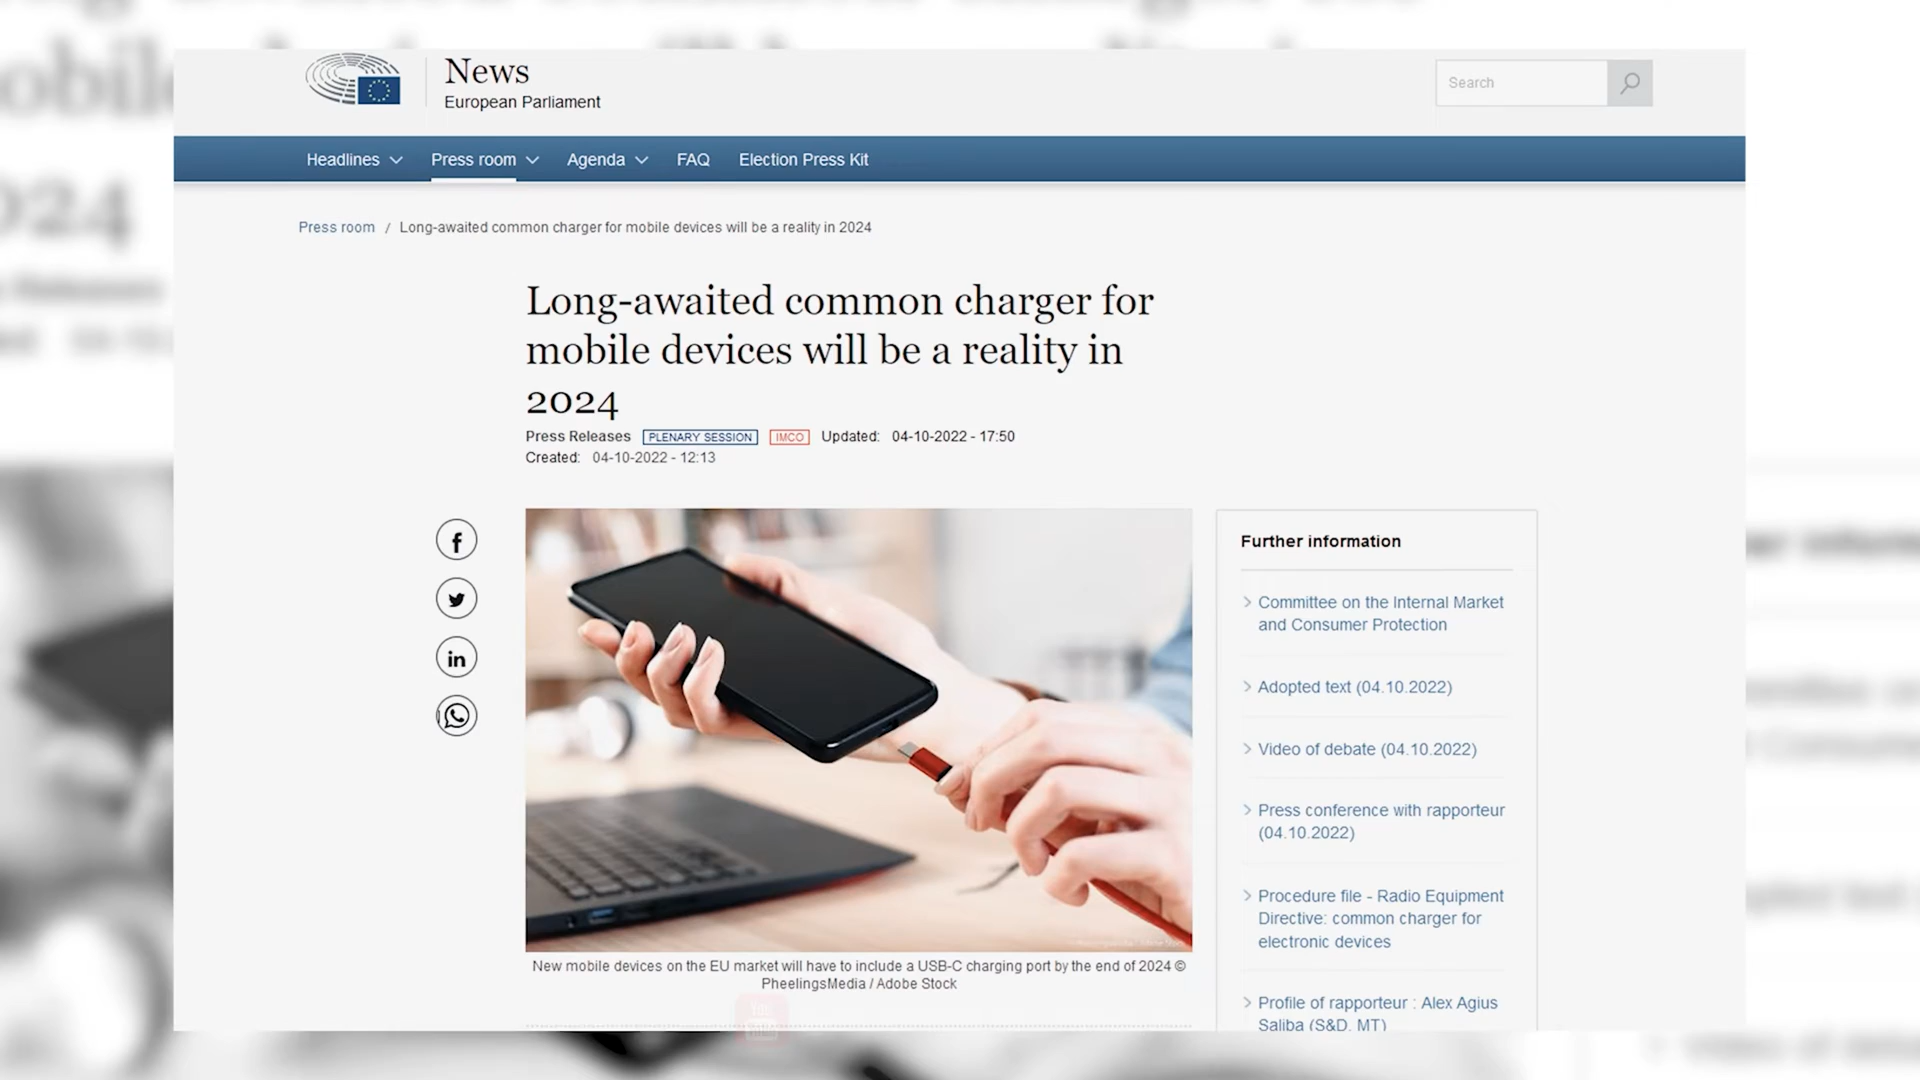 News
European Parliament
Search
Headlines
Press room
Agenda
FAQ
Election Press Kit
Press room / Long-awaited common charger for mobile devices will be a reality in 2024
Long-awaited common charger for
mobile devices will be a reality in
2024
Press Releases PLENARY SESSION IMCO Updated: 04-10-2022 - 17:50
Created: 04-10-2022 - 12:13
Further information
Committee on the Internal Market
and Consumer Protection
Adopted text (04.10.2022)
Video of debate (04.10.2022)
Press conference with rapporteur
(04.10.2022)
Procedure file - Radio Equipment
Directive: common charger for
electronic devices
Profile of rapporteur : Alex Agius
Saliba (S&D, MT)
New mobile devices on the EU market will have to include a USB-C charging port by the end of 2024 ©
PheelingsMedia / Adobe Stock